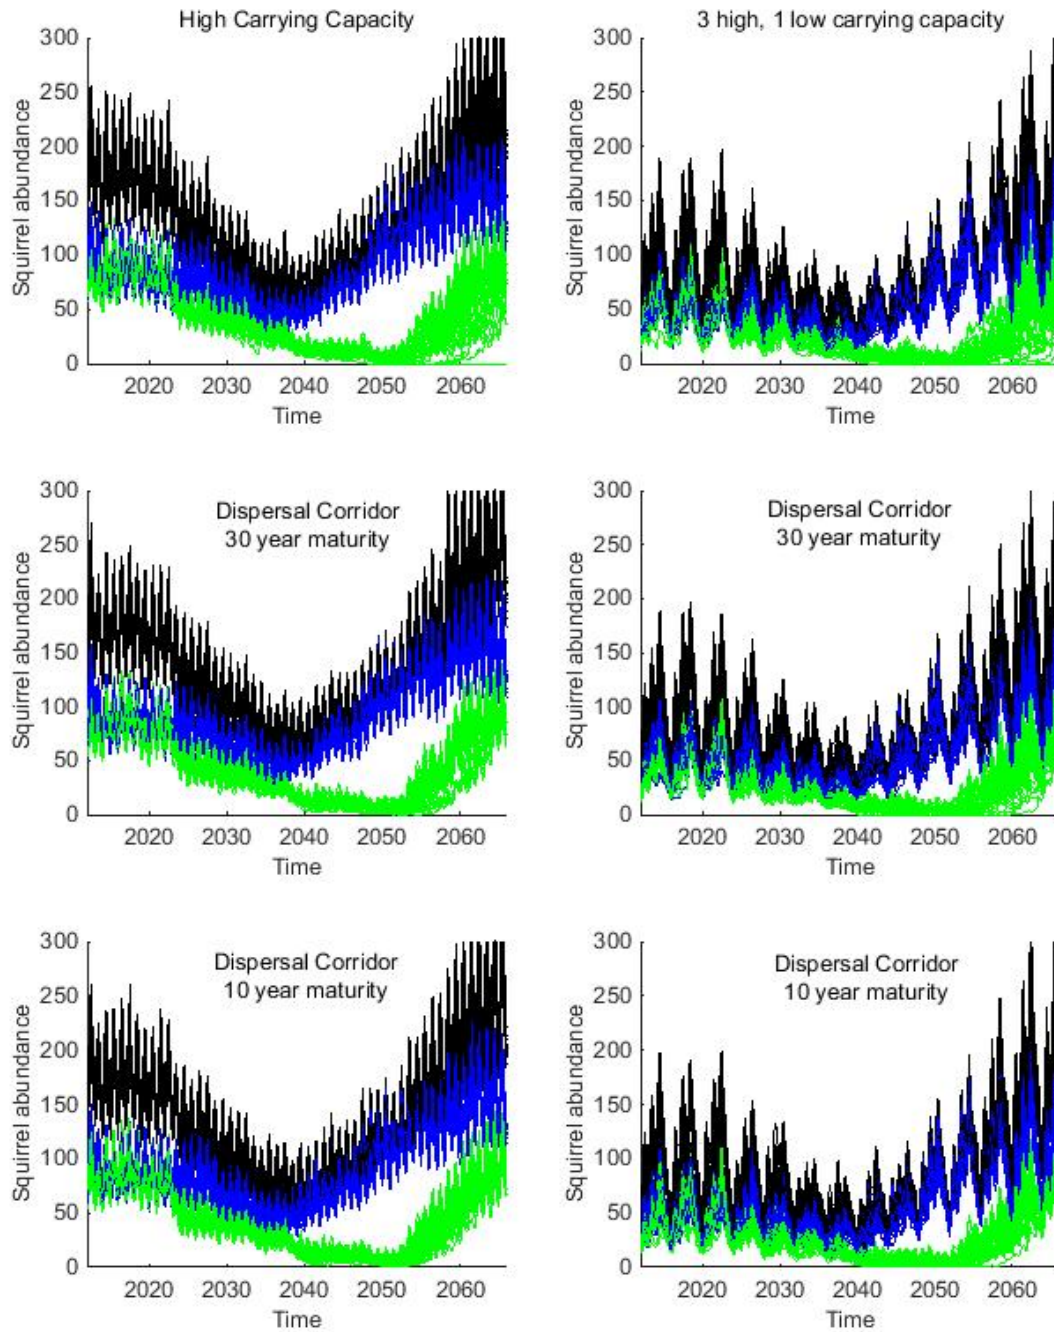 High Carrying Capacity
300
250
200
150
100
50
0
Squirrel abundance
2020 2030 2040 2050 2060
Time
3 high, 1 low carrying capacity
300
250
200
150
100
50
0
Squirrel abundance
2020 2030 2040 2050 2060
Time
Dispersal Corridor
30 year maturity
300
250
200
150
100
50
0
Squirrel abundance
2020 2030 2040 2050 2060
Time
Dispersal Corridor
30 year maturity
300
250
200
150
100
50
0
Squirrel abundance
2020 2030 2040 2050 2060
Time
Dispersal Corridor
10 year maturity
300
250
200
150
100
50
0
Squirrel abundance
2020 2030 2040 2050 2060
Time
Dispersal Corridor
10 year maturity
300
250
200
150
100
50
0
Squirrel abundance
2020 2030 2040 2050 2060
Time